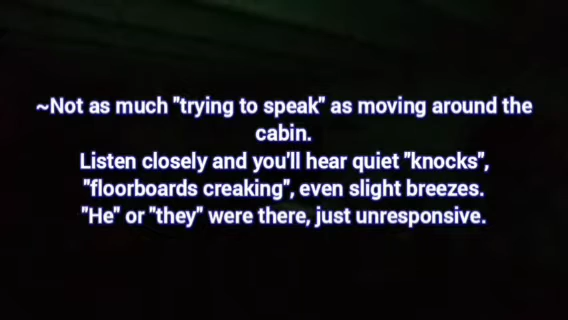 ~Not as much "trying to speak" as moving around the
cabin.
Listen closely and you'll hear quiet "knocks",
"floorboards creaking", even slight breezes.
"He" or "they" were there, just unresponsive.